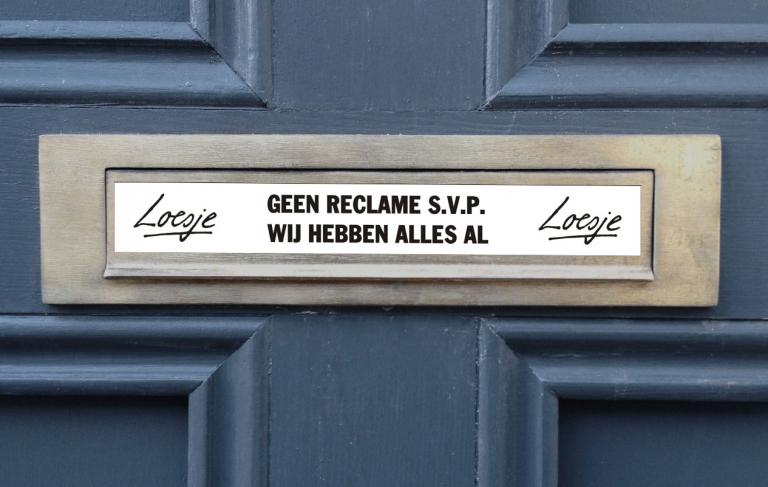 Loesje
GEEN RECLAME S.V.P.
WIJ HEBBEN ALLES AL
Loesje